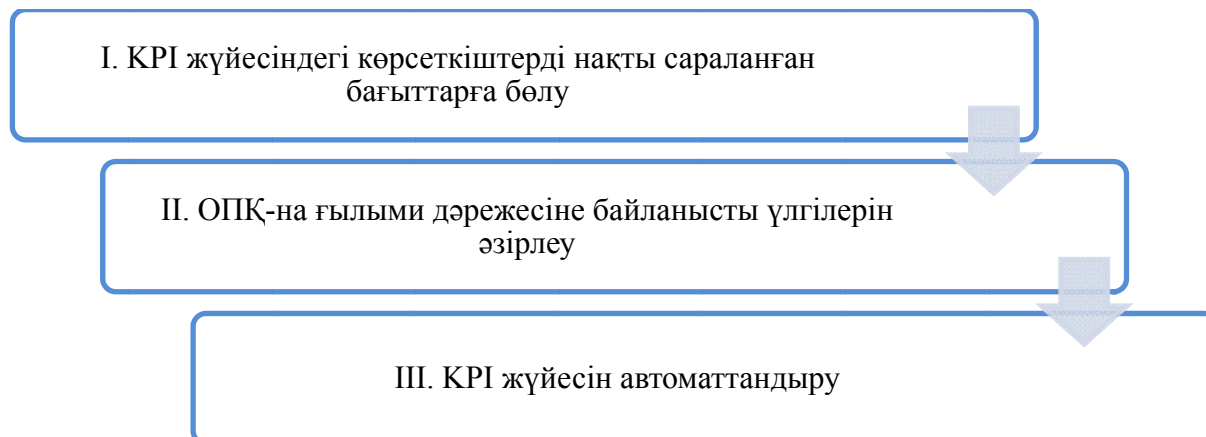 I. KPI жүйесіндегі көрсеткіштерді нақты сараланған
бағыттарға бөлу
II. ОПҚ-на ғылыми дәрежесіне байланысты үлгілерін
әзірлеу
III. KPI жүйесін автоматтандыру